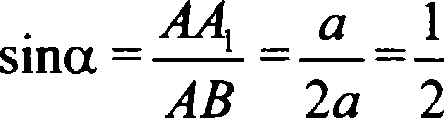 sinα = AA₁/AB = a/2a = 1/2